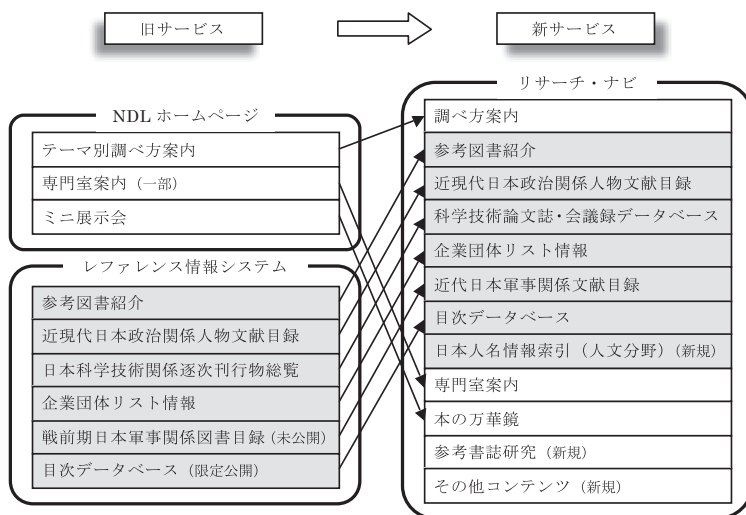 旧サービス
新サービス
NDL ホームページ
テーマ別調べ方案内
専門室案内 (一部)
ミニ展示会
レファレンス情報システム
参考図書紹介
近現代日本政治関係人物文献目録
日本科学技術関係逐次刊行物総覧
企業団体リスト情報
戦前期日本軍事関係図書目録 (未公開)
目次データベース (限定公開)
リサーチ・ナビ
調べ方案内
参考図書紹介
近現代日本政治関係人物文献目録
科学技術論文誌・会議録データベース
企業団体リスト情報
近代日本軍事関係文献目録
目次データベース
日本人名情報索引 (人文分野) (新規)
専門室案内
本の万華鏡
参考書誌研究 (新規)
その他コンテンツ (新規)